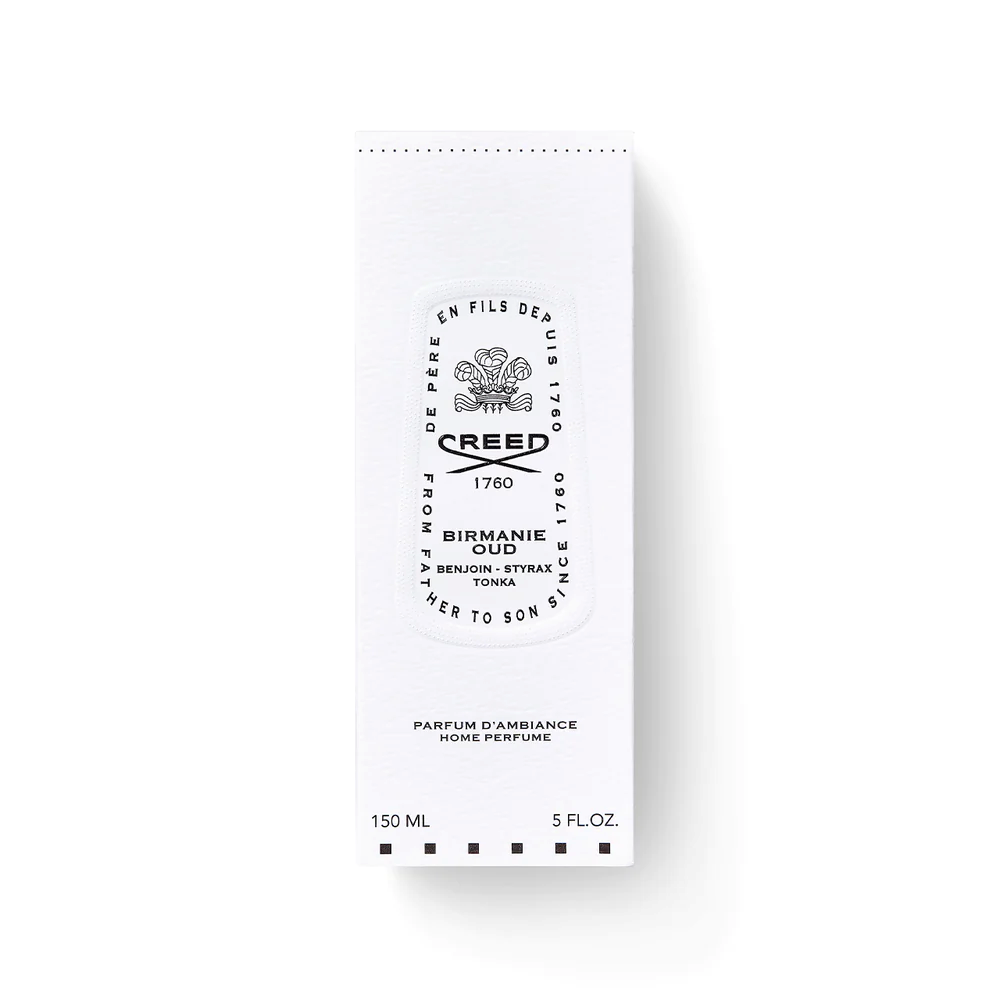 DE PÈRE EN FILS DEPUIS 1760
CREED
1760
BIRMANIE
OUD
BENJOIN - STYRAX
TONKA
FROM FATHER TO SON SINCE 1760
PARFUM D'AMBIANCE
HOME PERFUME
150 ML
5 FL.OZ.